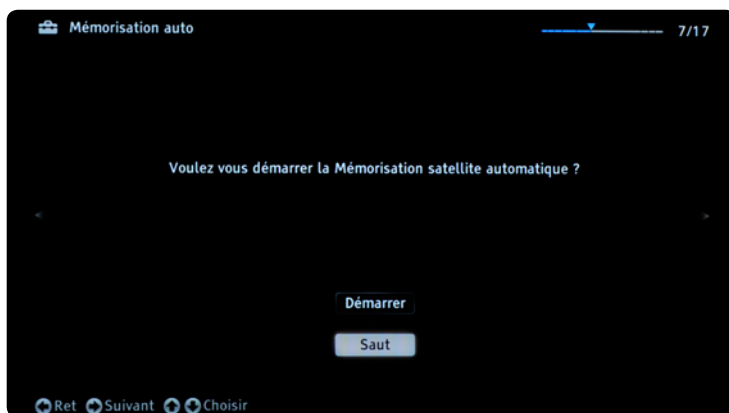 Mémorisation auto
7/17
Voulez vous démarrer la Mémorisation satellite automatique ?
Démarrer
Saut
Ret Suivant Choisir